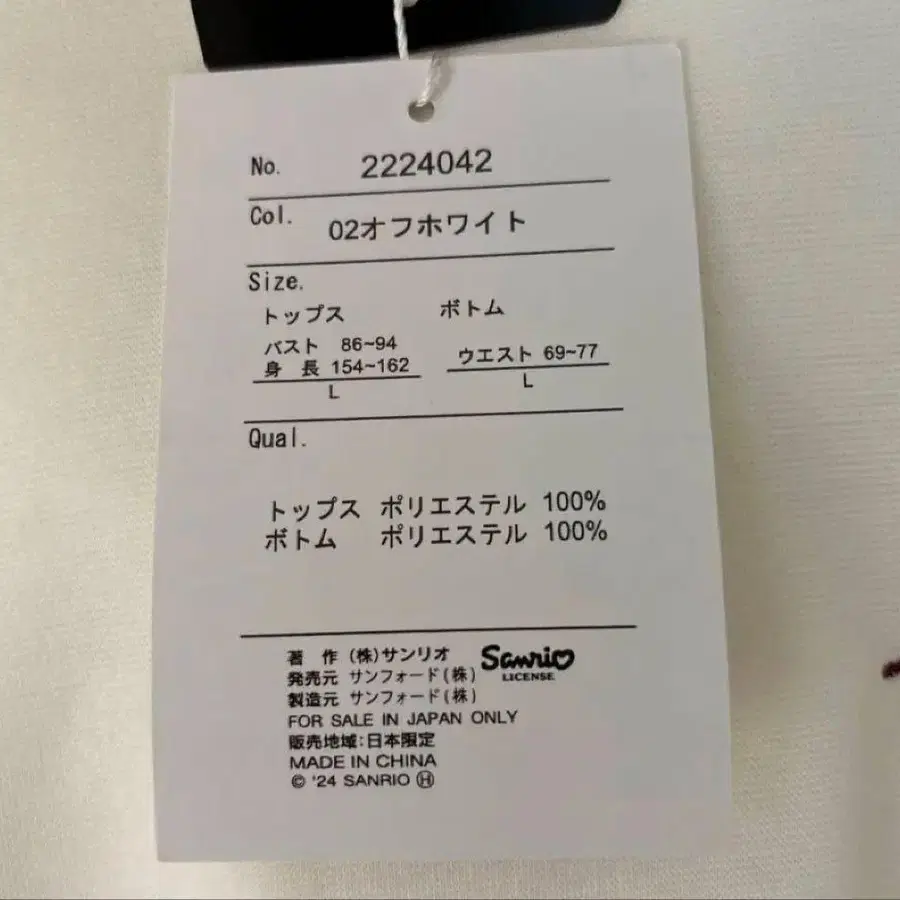 No. 2224042
Col. 02オフホワイト
Size.
トップス ボトム
バスト 86~94
身 長 154~162 ウエスト 69~77
L L
Qual.
トップス ポリエステル 100%
ボトム ポリエステル 100%
著 作 (株)サンリオ Sanrio
発売元 サンフォード(株) LICENSE
製造元 サンフォード(株)
FOR SALE IN JAPAN ONLY
販売地域:日本限定
MADE IN CHINA
© '24 SANRIO Ⓗ